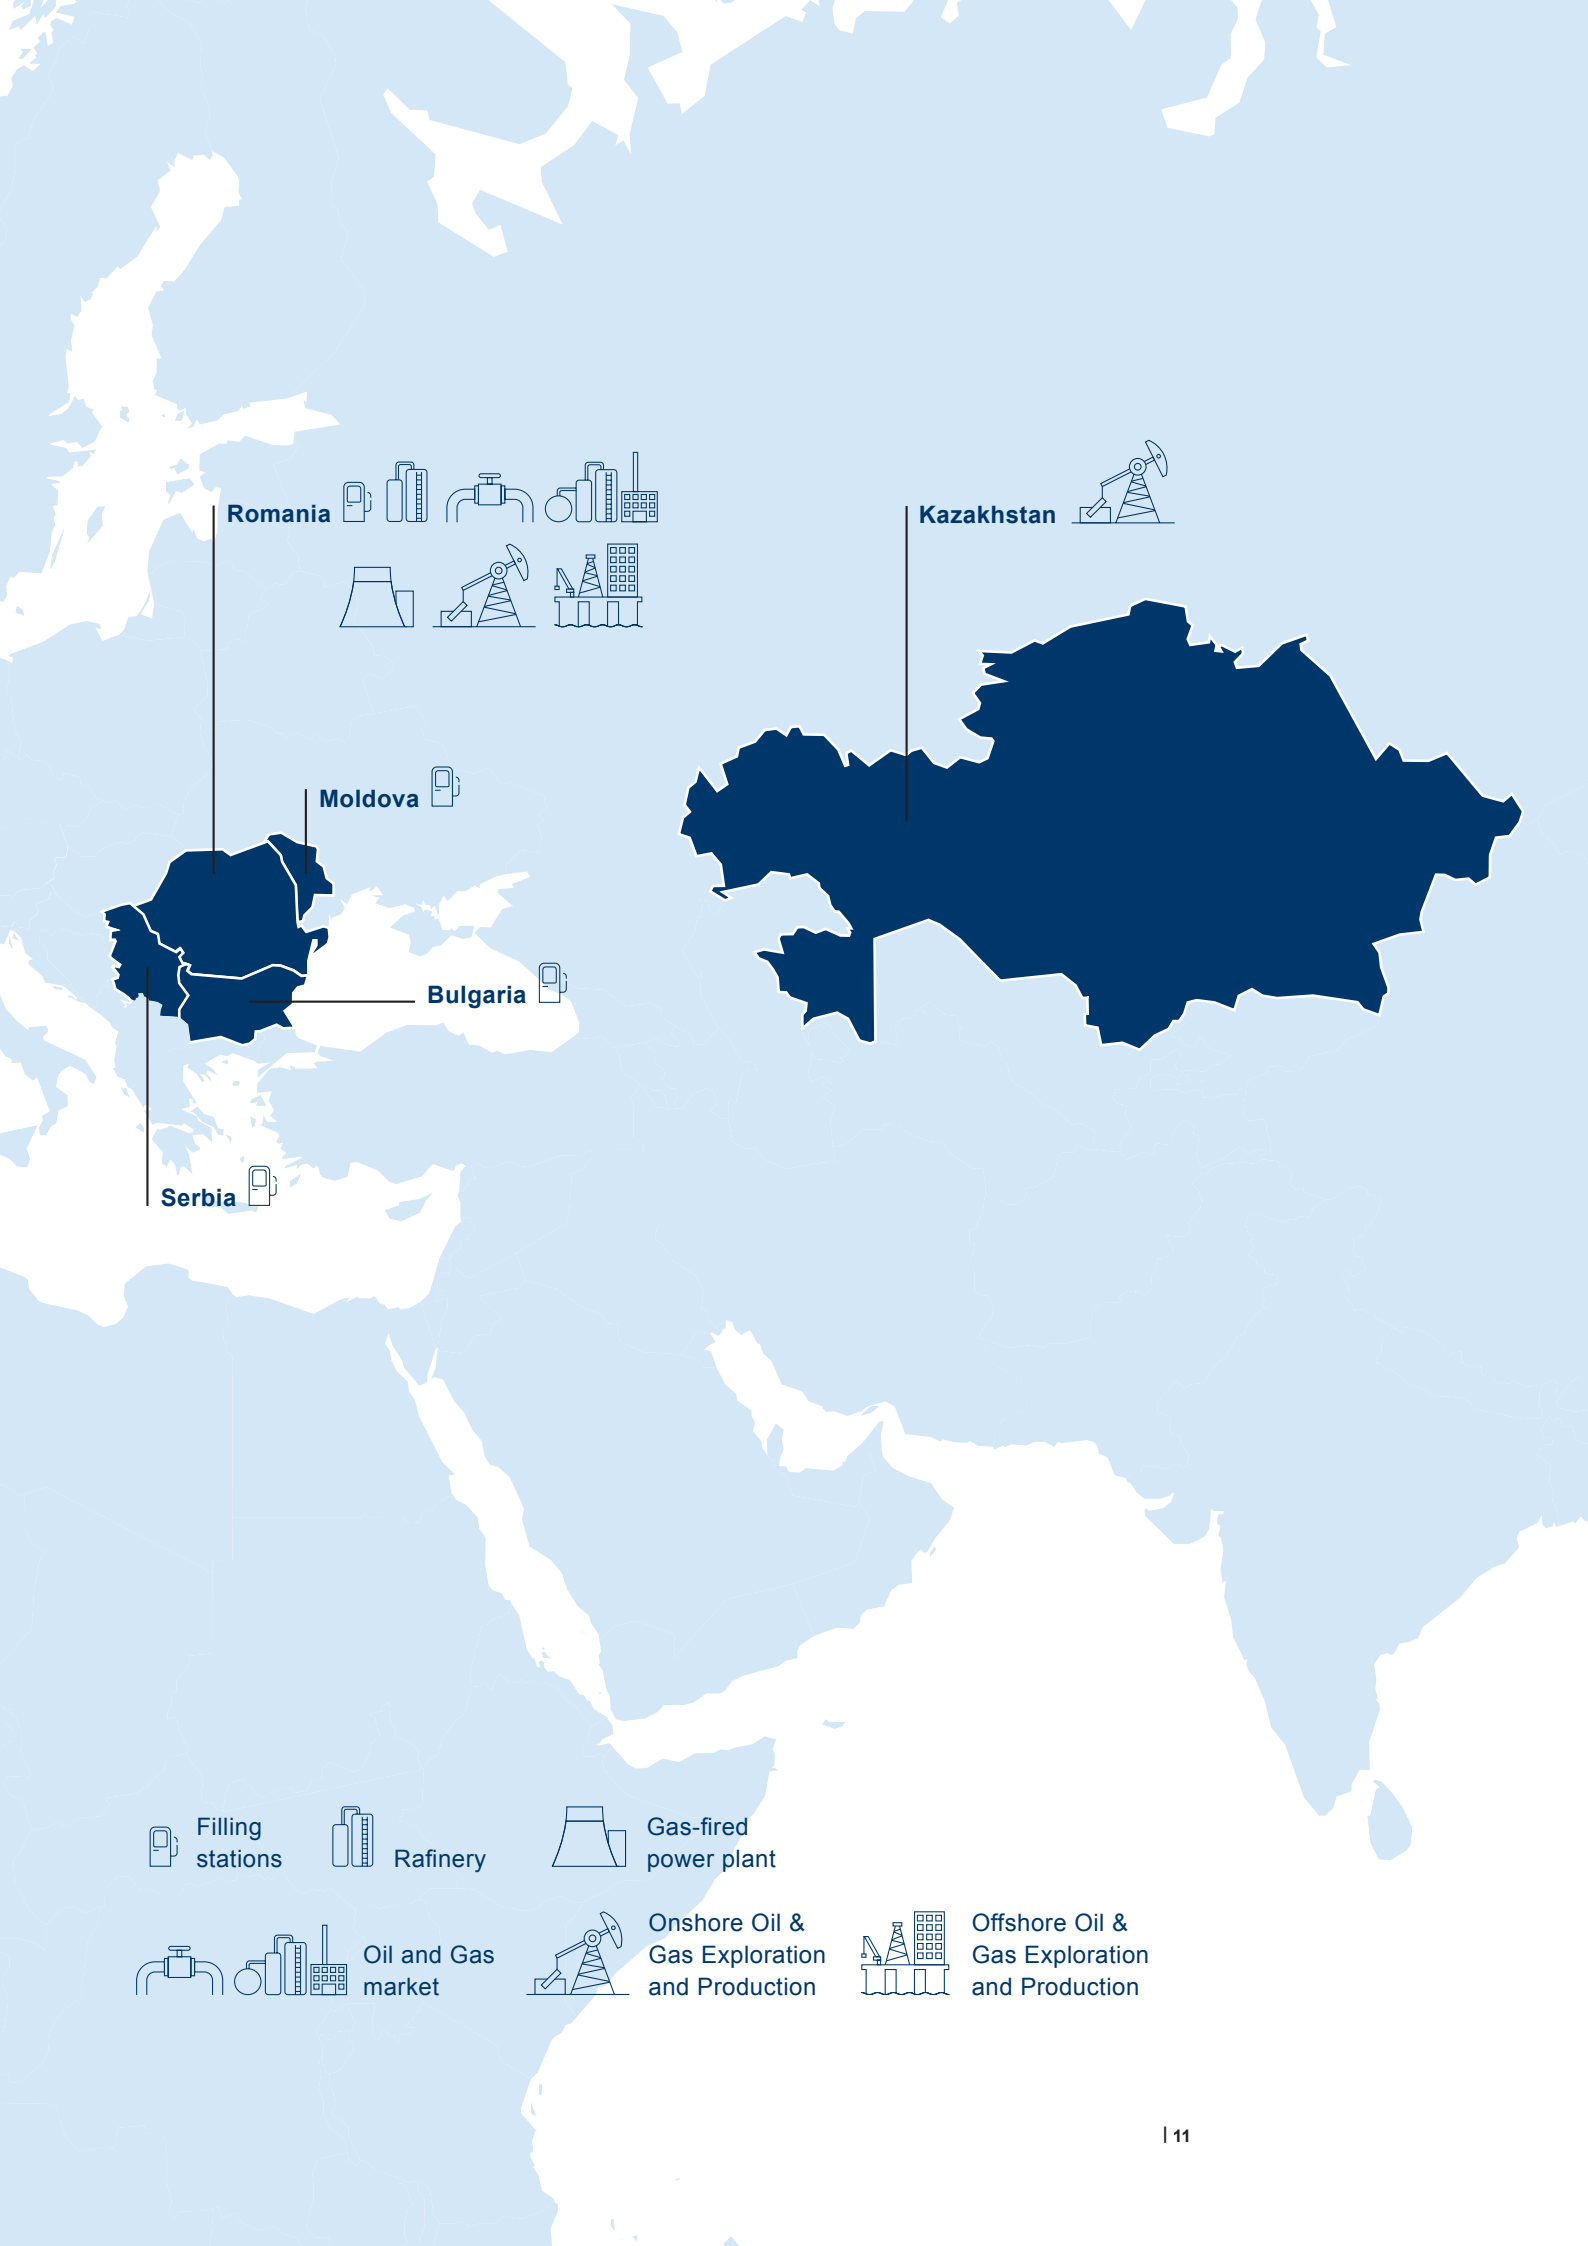 Romania
Kazakhstan
Moldova
Bulgaria
Serbia
Filling
stations
Rafinery
Gas-fired
power plant
Oil and Gas
market
Onshore Oil &
Gas Exploration
and Production
Offshore Oil &
Gas Exploration
and Production
| 11